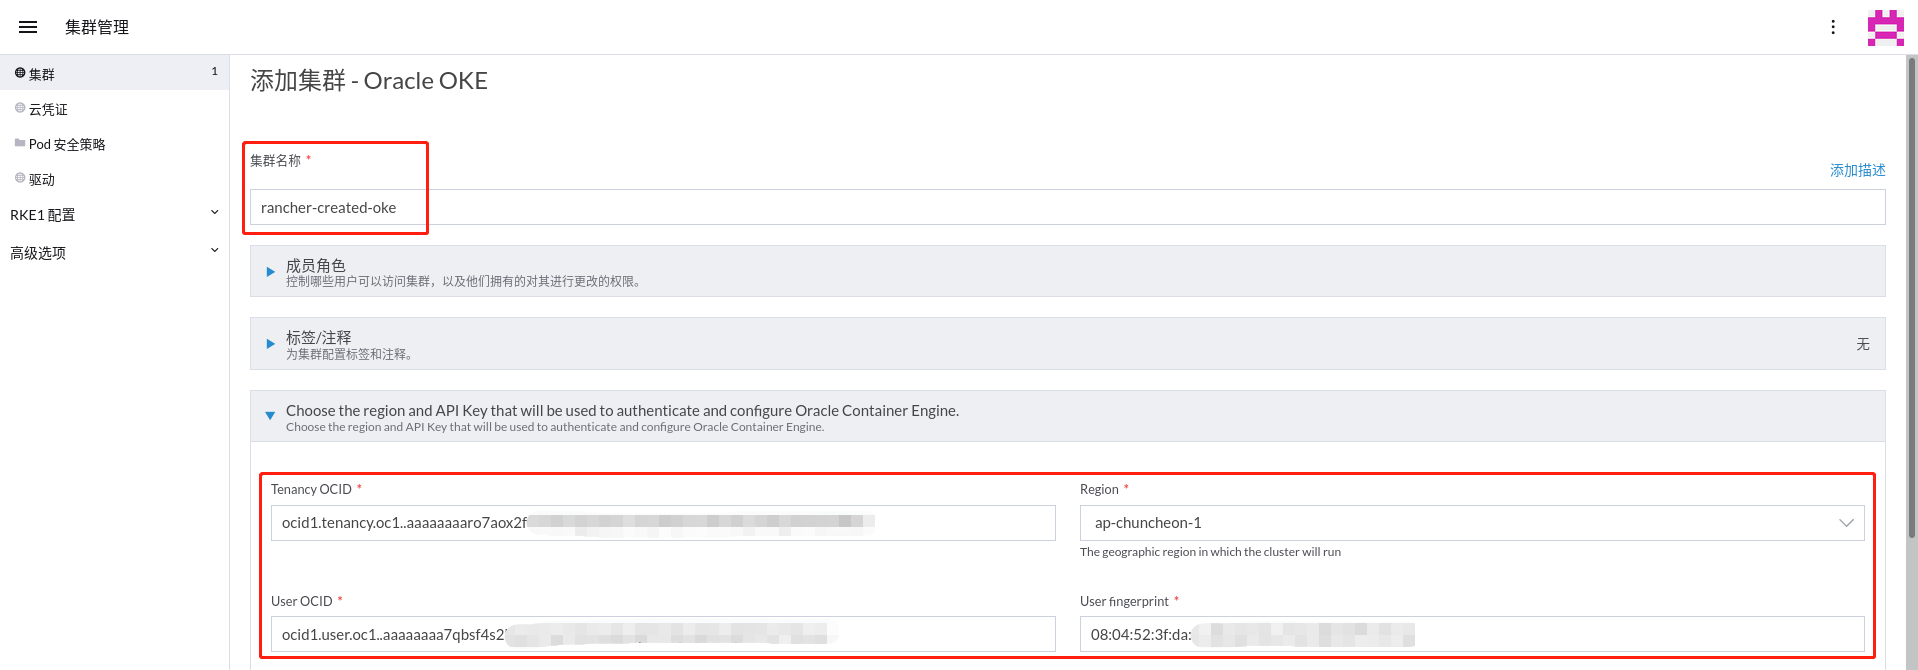 集群管理
集群 1
云凭证
Pod 安全策略
驱动
RKE1 配置
高级选项
添加集群 - Oracle OKE
集群名称 *
添加描述
rancher-created-oke
成员角色
控制哪些用户可以访问集群，以及他们拥有的对其进行更改的权限。
标签/注释
为集群配置标签和注释。
无
Choose the region and API Key that will be used to authenticate and configure Oracle Container Engine.
Choose the region and API Key that will be used to authenticate and configure Oracle Container Engine.
Tenancy OCID *
Region *
ocid1.tenancy.oc1..aaaaaaaaro7aox2f
ap-chuncheon-1
The geographic region in which the cluster will run
User OCID *
User fingerprint *
ocid1.user.oc1..aaaaaaaa7qbsf4s2
08:04:52:3f:da: